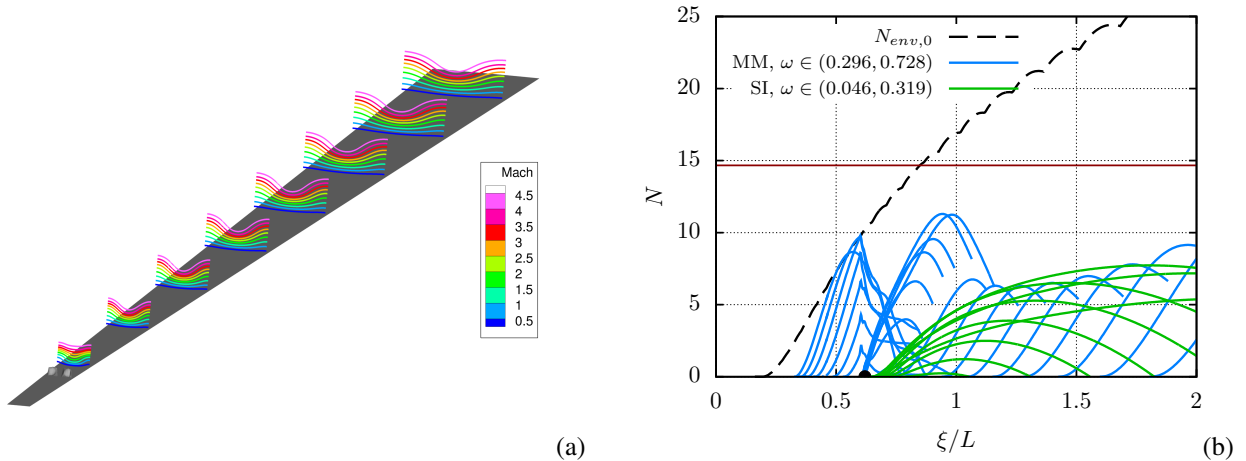 Mach
4.5
4
3.5
3
2.5
2
1.5
1
0.5
(a)
N
25
20
15
10
5
0
N_{env,0}
MM, ω ∈ (0.296, 0.728)
SI, ω ∈ (0.046, 0.319)
0 0.5 1 1.5 2
ξ/L
(b)